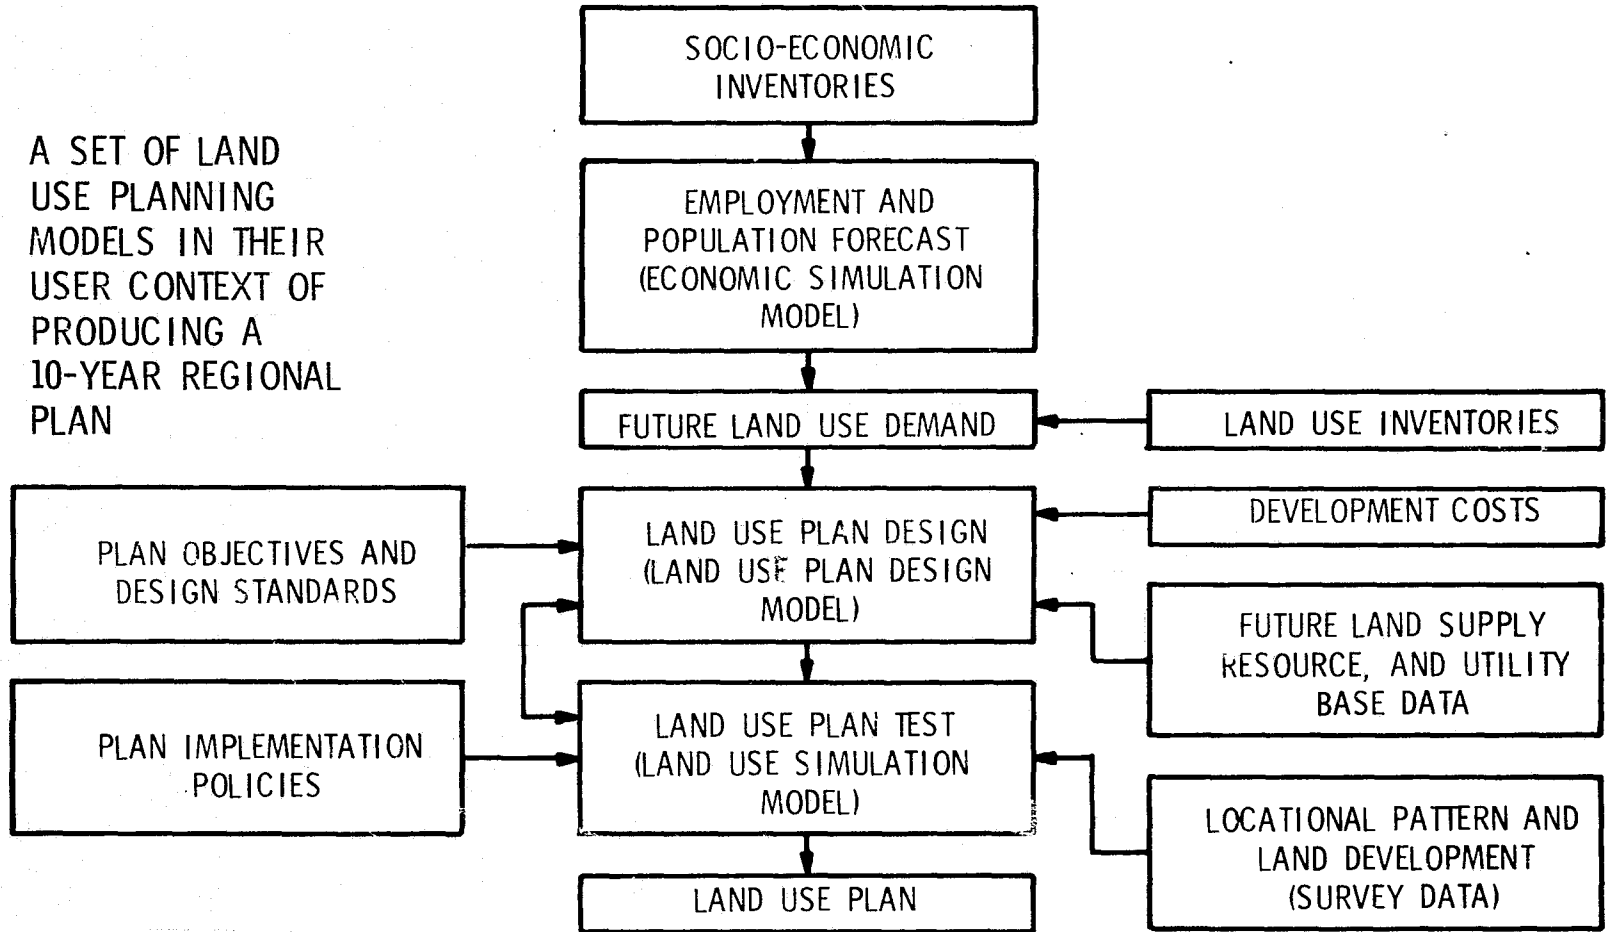 A SET OF LAND
USE PLANNING
MODELS IN THEIR
USER CONTEXT OF
PRODUCING A
10-YEAR REGIONAL
PLAN
SOCIO-ECONOMIC
INVENTORIES
EMPLOYMENT AND
POPULATION FORECAST
(ECONOMIC SIMULATION
MODEL)
FUTURE LAND USE DEMAND
LAND USE INVENTORIES
PLAN OBJECTIVES AND
DESIGN STANDARDS
LAND USE PLAN DESIGN
(LAND USE PLAN DESIGN
MODEL)
DEVELOPMENT COSTS
FUTURE LAND SUPPLY
RESOURCE, AND UTILITY
BASE DATA
PLAN IMPLEMENTATION
POLICIES
LAND USE PLAN TEST
(LAND USE SIMULATION
MODEL)
LOCATIONAL PATTERN AND
LAND DEVELOPMENT
(SURVEY DATA)
LAND USE PLAN